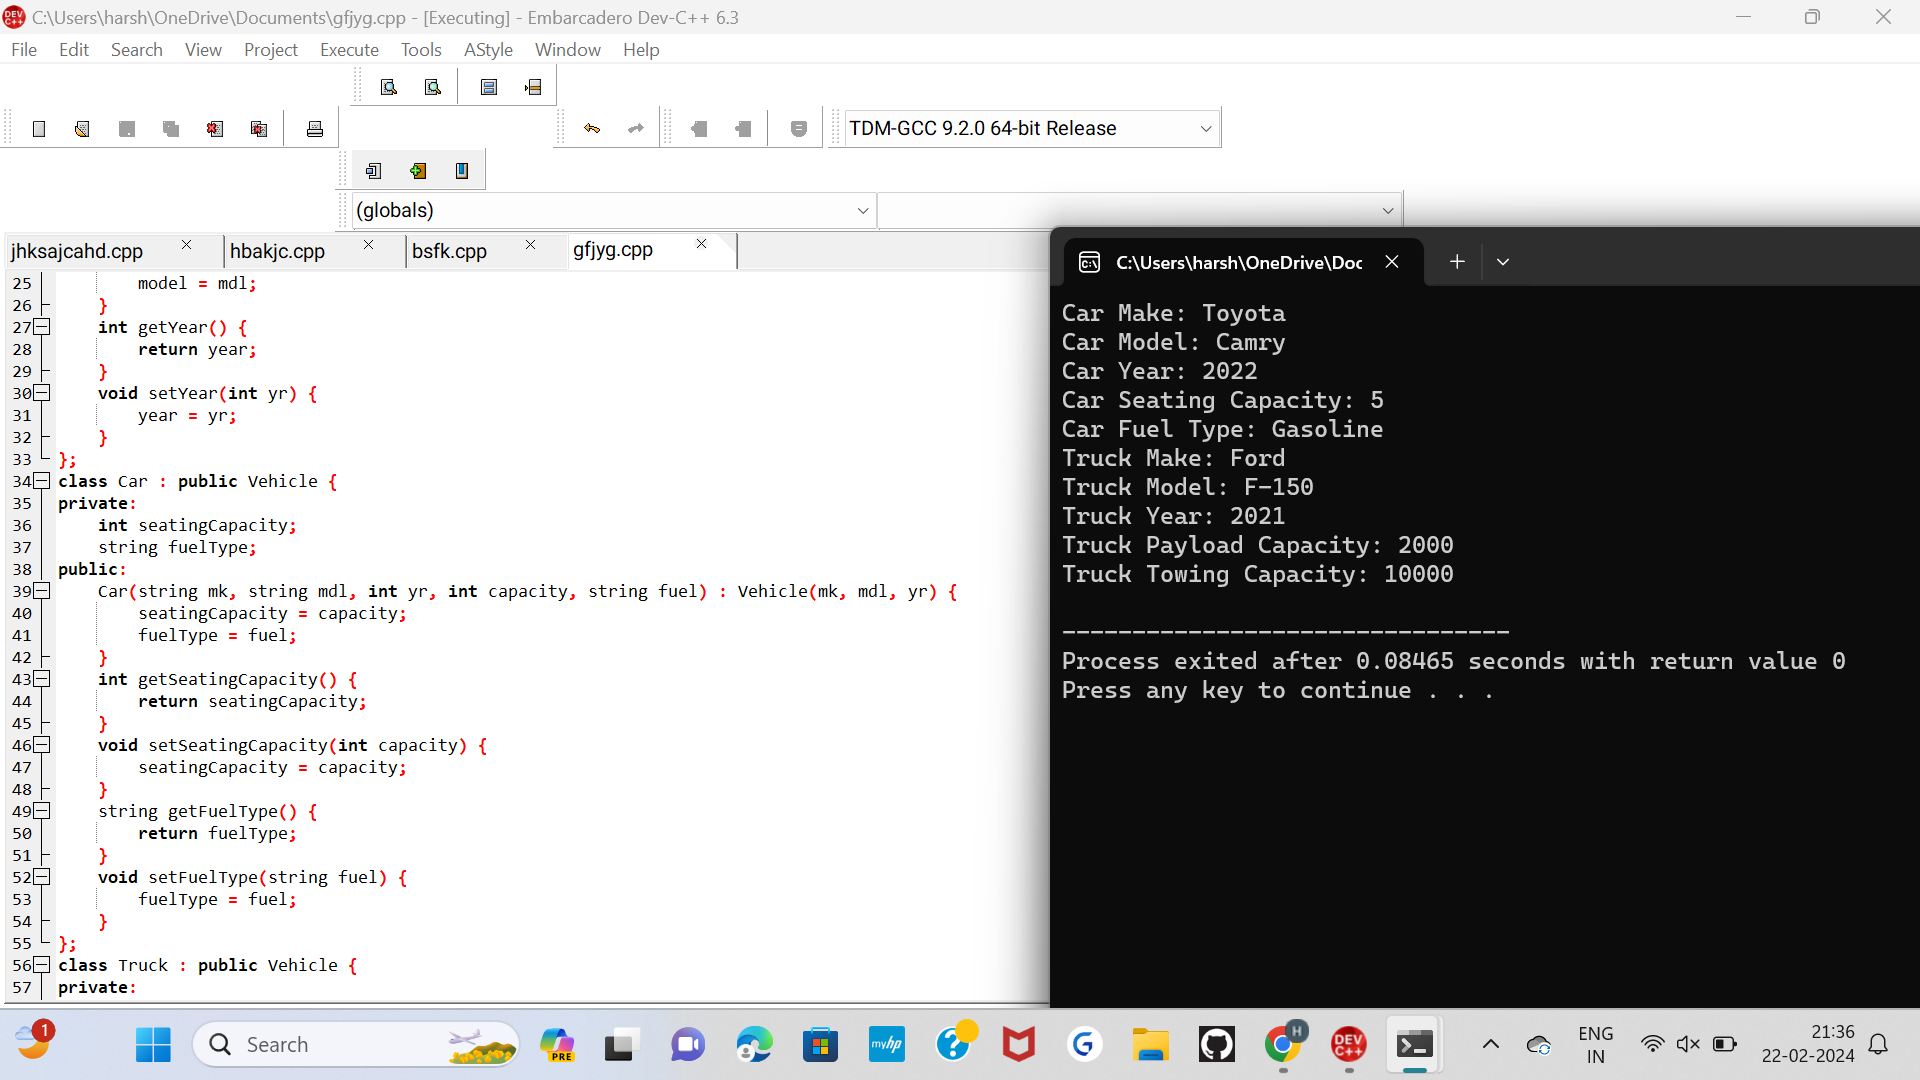 C:\Users\harsh\OneDrive\Documents\gfjyg.cpp - [Executing] - Embarcadero Dev-C++ 6.3
File Edit Search View Project Execute Tools AStyle Window Help
TDM-GCC 9.2.0 64-bit Release
(globals)
jhksajcahd.cpp hbakjc.cpp bsfk.cpp gfjyg.cpp
25 model = mdl;
26 }
27 int getYear() {
28 return year;
29 }
30 void setYear(int yr) {
31 year = yr;
32 }
33 };
34 class Car : public Vehicle {
35 private:
36 int seatingCapacity;
37 string fuelType;
38 public:
39 Car(string mk, string mdl, int yr, int capacity, string fuel) : Vehicle(mk, mdl, yr) {
40 seatingCapacity = capacity;
41 fuelType = fuel;
42 }
43 int getSeatingCapacity() {
44 return seatingCapacity;
45 }
46 void setSeatingCapacity(int capacity) {
47 seatingCapacity = capacity;
48 }
49 string getFuelType() {
50 return fuelType;
51 }
52 void setFuelType(string fuel) {
53 fuelType = fuel;
54 }
55 };
56 class Truck : public Vehicle {
57 private:
C:\Users\harsh\OneDrive\Doc
Car Make: Toyota
Car Model: Camry
Car Year: 2022
Car Seating Capacity: 5
Car Fuel Type: Gasoline
Truck Make: Ford
Truck Model: F-150
Truck Year: 2021
Truck Payload Capacity: 2000
Truck Towing Capacity: 10000
--------------------------------
Process exited after 0.08465 seconds with return value 0
Press any key to continue . . .
1
Search
PRE
myhp
G
H
DEV C++
ENG
IN
21:36
22-02-2024